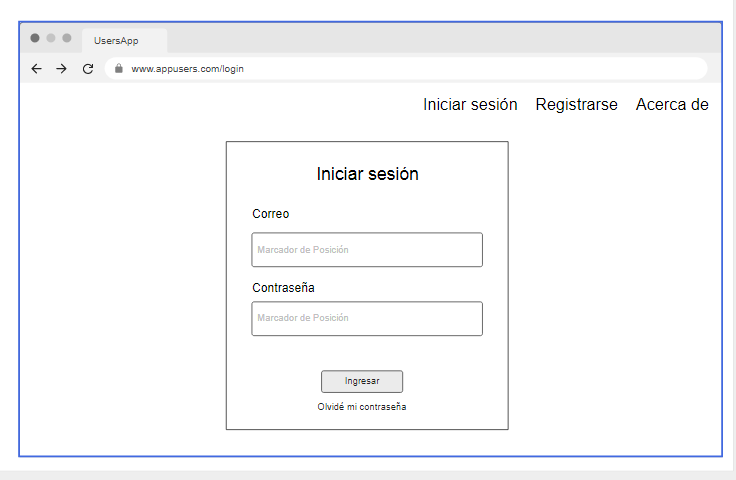 UsersApp
www.appusers.com/login
Iniciar sesión Registrarse Acerca de
Iniciar sesión
Correo
Marcador de Posición
Contraseña
Marcador de Posición
Ingresar
Olvidé mi contraseña